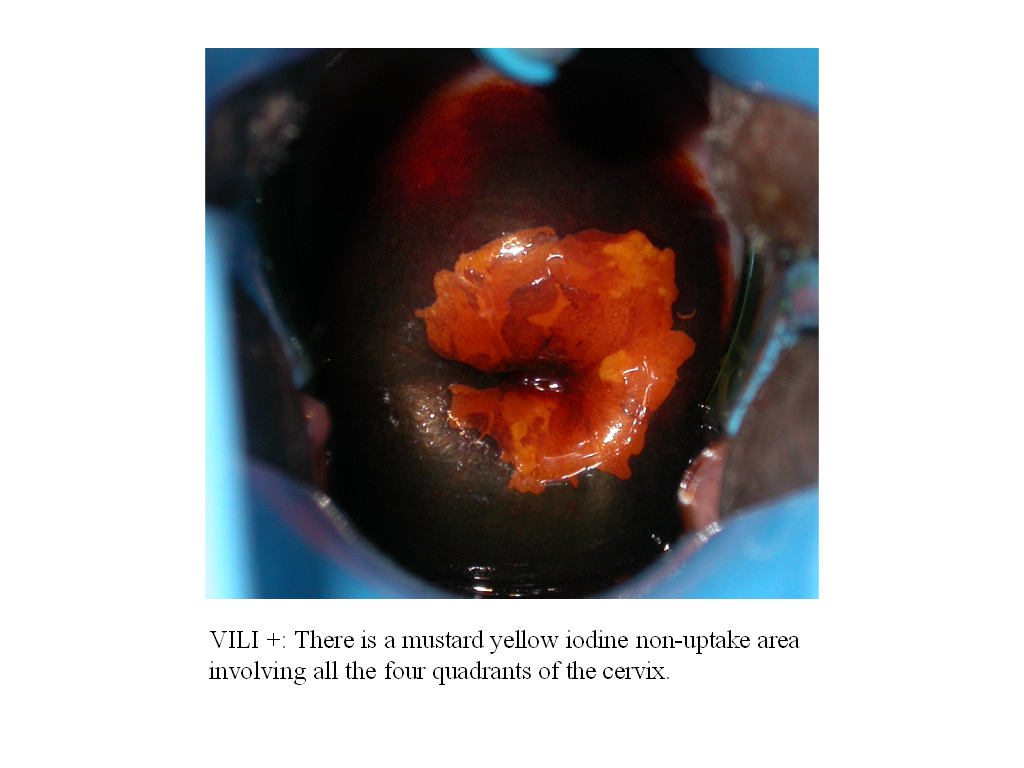 VILI +: There is a mustard yellow iodine non-uptake area
involving all the four quadrants of the cervix.